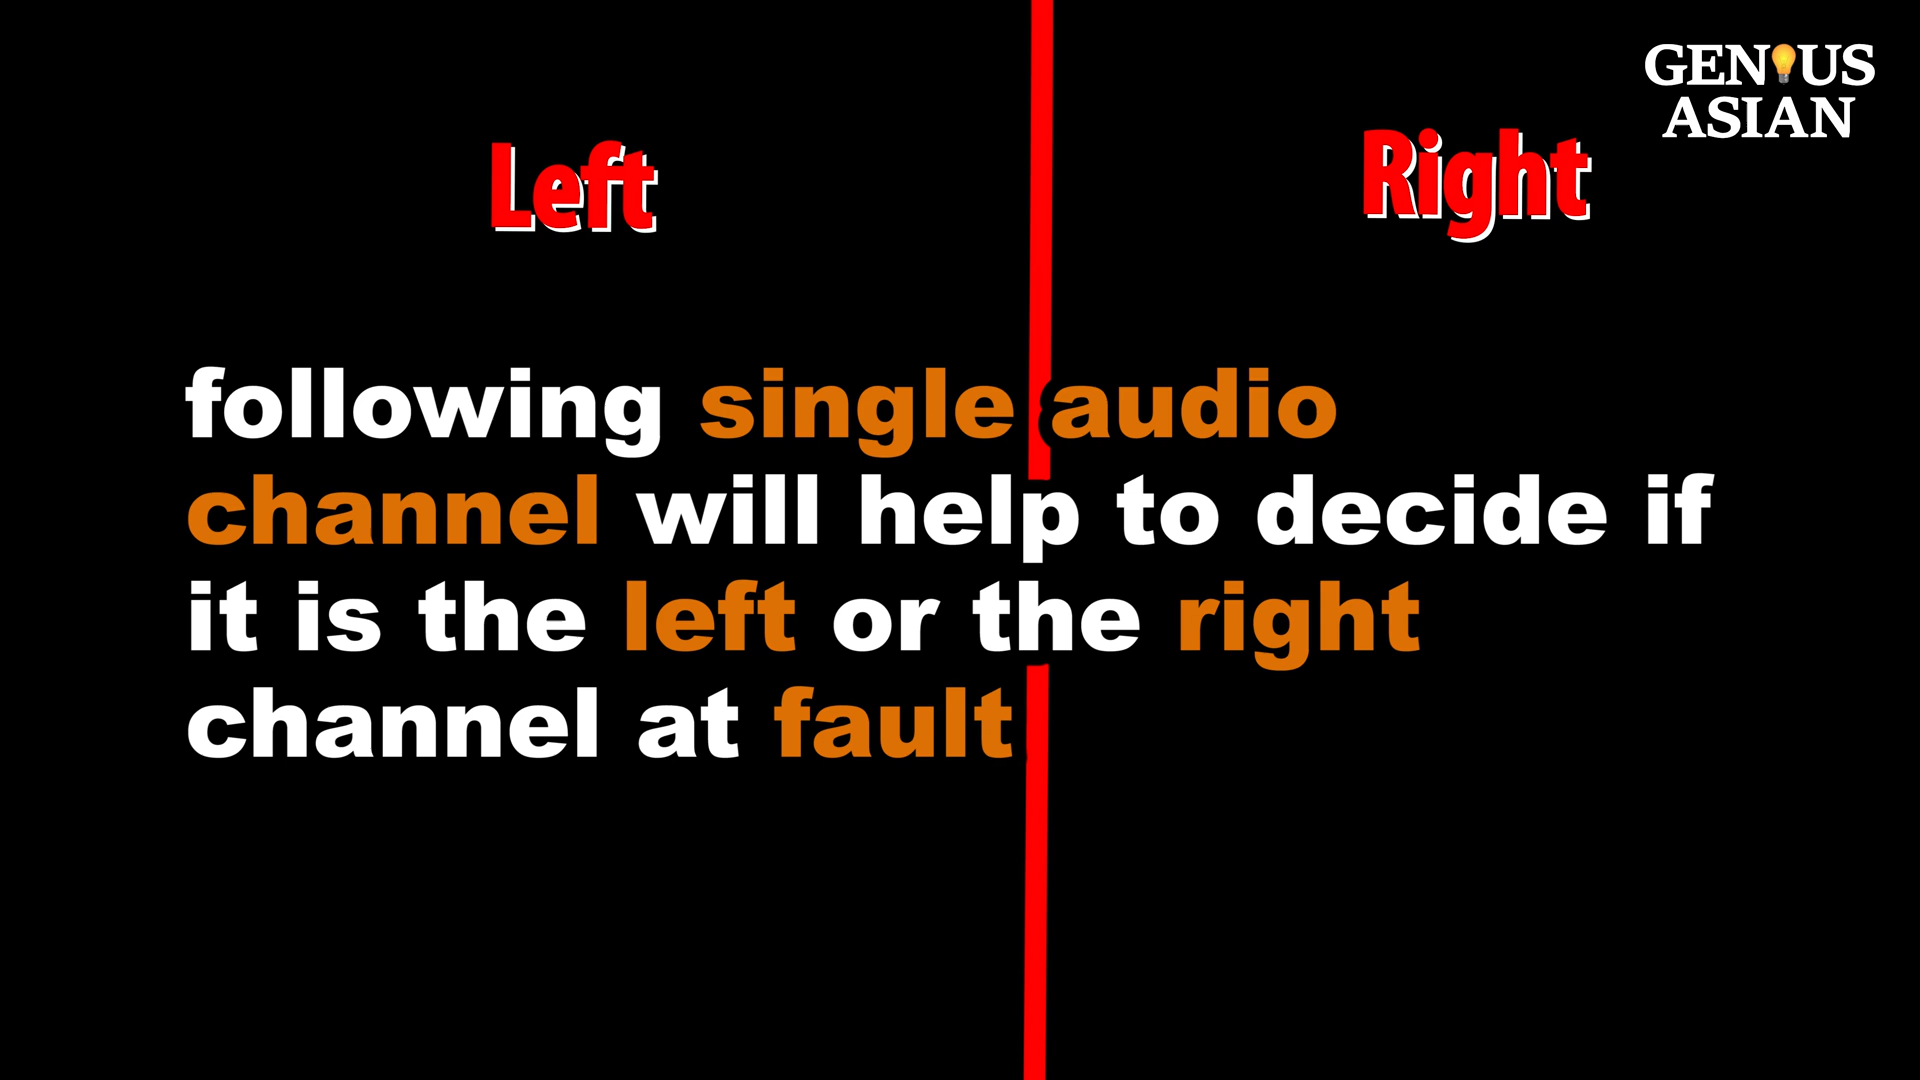 GENIUS
ASIAN
Left
Right
following single audio
channel will help to decide if
it is the left or the right
channel at fault